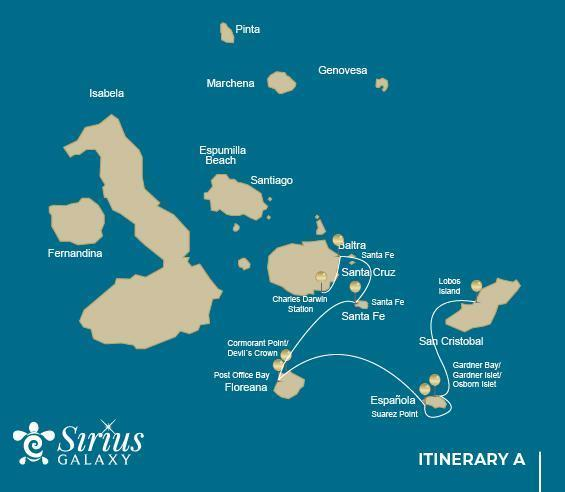 Pinta
Genovesa
Marchena
Isabela
Espumilla
Beach
Santiago
Fernandina
Baltra
Santa Fe
Santa Cruz
Charles Darwin
Station
Santa Fe
Santa Fe
Lobos
Island
San Cristobal
Cormorant Point/
Devil´s Crown
Post Office Bay
Floreana
Gardner Bay/
Gardner Islet/
Osborn Islet
Española
Suarez Point
Sirius
GALAXY
ITINERARY A